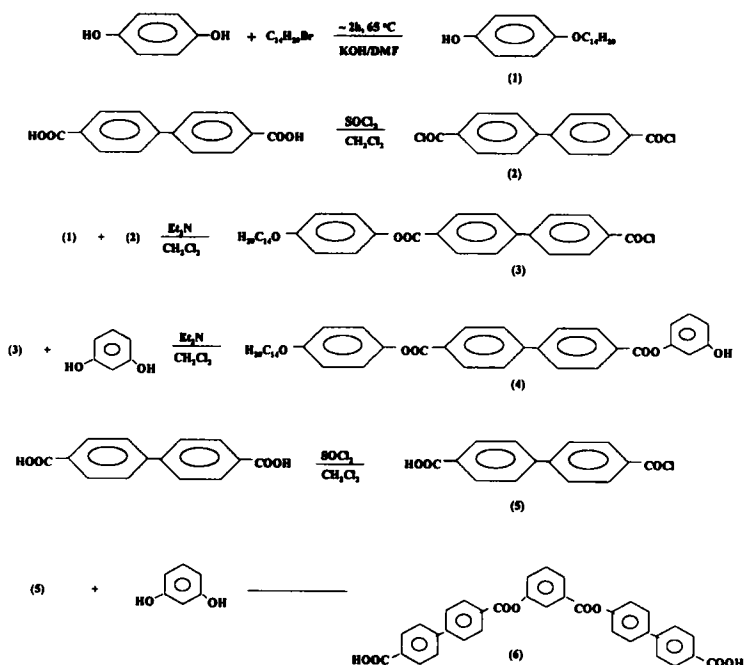 HO OH + C₁₄H₂₉Br ~ 2h, 65 °C HO OC₁₄H₂₉
KOH/DMF
(1)
HOOC COOH SOCl₂ ClOC COCl
CH₂Cl₂
(2)
(1) + (2) Et₃N H₂₉C₁₄O OOC COCl
CH₂Cl₂
(3)
(3) + HO OH Et₃N H₂₉C₁₄O OOC COO OH
CH₂Cl₂
(4)
HOOC COOH SOCl₂ HOOC COCl
CH₂Cl₂
(5)
(5) + HO OH
COO COO
HOOC (6) COOH